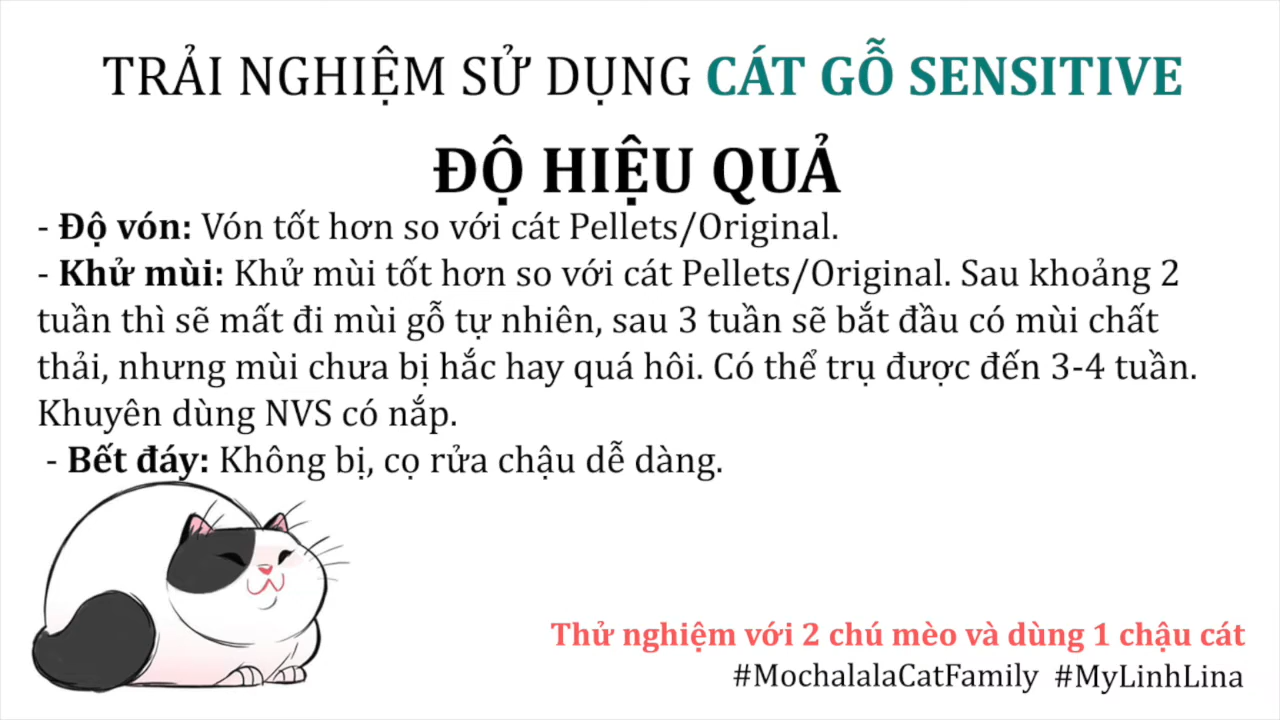 TRẢI NGHIỆM SỬ DỤNG CÁT GỖ SENSITIVE
ĐỘ HIỆU QUẢ
- Độ vón: Vón tốt hơn so với cát Pellets/Original.
- Khử mùi: Khử mùi tốt hơn so với cát Pellets/Original. Sau khoảng 2
tuần thì sẽ mất đi mùi gỗ tự nhiên, sau 3 tuần sẽ bắt đầu có mùi chất
thải, nhưng mùi chưa bị hắc hay quá hôi. Có thể trụ được đến 3-4 tuần.
Khuyên dùng NVS có nắp.
- Bết đáy: Không bị, cọ rửa chậu dễ dàng.
Thử nghiệm với 2 chú mèo và dùng 1 chậu cát
#MochalalaCatFamily #MyLinhLina